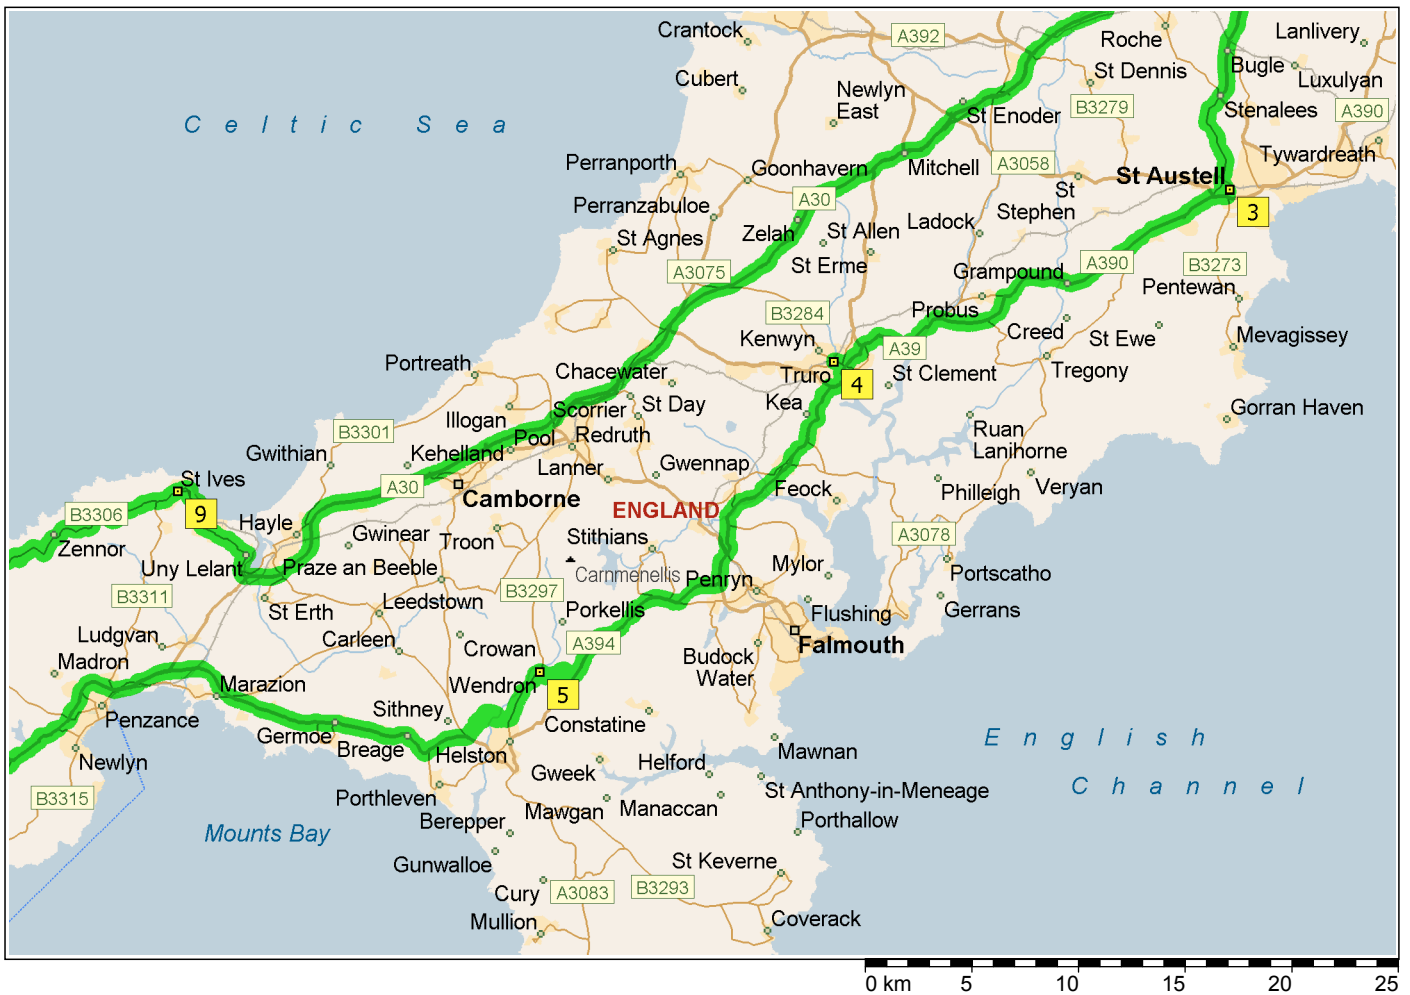 Crantock
A392
Roche
Lanlivery
Bugle
Luxulyan
St Dennis
Cubert
Newlyn
East
B3279
Stenalees
A390
St Enoder
Celtic Sea
Tywardreath
Perranporth
Goonhavern
Mitchell
A3058
St Austell
St
Stephen
A30
Perranzabuloe
3
Ladock
St Agnes
Zelah
St Allen
St Erme
A3075
Grampound
A390
B3273
Pentewan
B3284
Probus
Creed
St Ewe
Mevagissey
Kenwyn
A39
Portreath
Chacewater
Truro
4
St Clement
Tregony
Kea
Gorran Haven
Illogan
Scorrier
St Day
B3301
Pool
Redruth
Ruan
Lanihorne
Gwithian
Kehelland
Lanner
Gwennap
St Ives
A30
Camborne
Feock
Philleigh
Veryan
B3306
9
ENGLAND
Hayle
Gwinear
Troon
Stithians
A3078
Zennor
Uny Lelant
Praze an Beeble
Carnmenellis
Penryn
Mylor
Portscatho
B3311
B3297
St Erth
Leedstown
Porkellis
Flushing
Gerrans
Ludgvan
Carleen
Crowan
A394
Falmouth
Madron
Budock
Water
Marazion
Wendron
5
Penzance
Sithney
Constatine
Germoe
Breage
Helston
English
Mawnan
Newlyn
Gweek
Helford
B3315
Porthleven
Mawgan
Manaccan
St Anthony-in-Meneage
Channel
Mounts Bay
Berepper
Porthallow
Gunwalloe
St Keverne
Cury
A3083
B3293
Mullion
Coverack
0 km 5 10 15 20 25